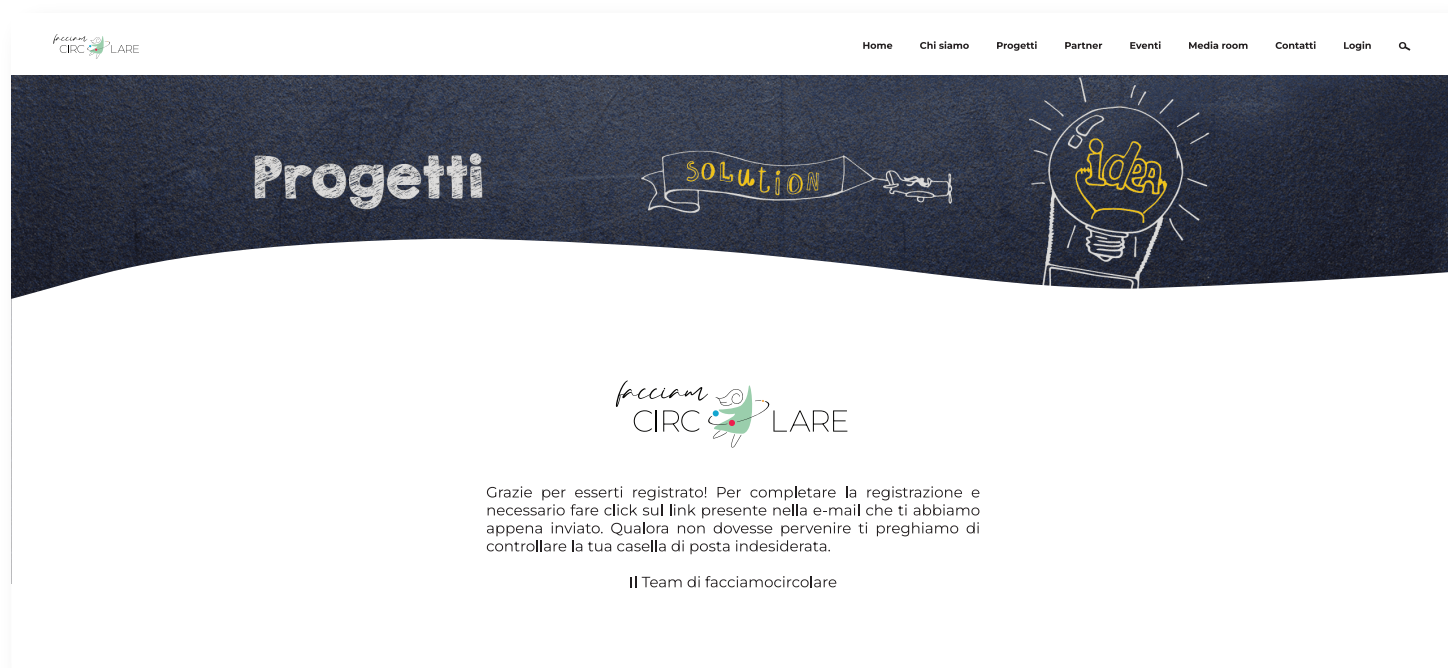 facciam
CIRC LARE
Home Chi siamo Progetti Partner Eventi Media room Contatti Login
Progetti
SOLUTION
idea
facciam
CIRC LARE
Grazie per esserti registrato! Per completare la registrazione e
necessario fare click sul link presente nella e-mail che ti abbiamo
appena inviato. Qualora non dovesse pervenire ti preghiamo di
controllare la tua casella di posta indesiderata.
Il Team di facciamocircolare